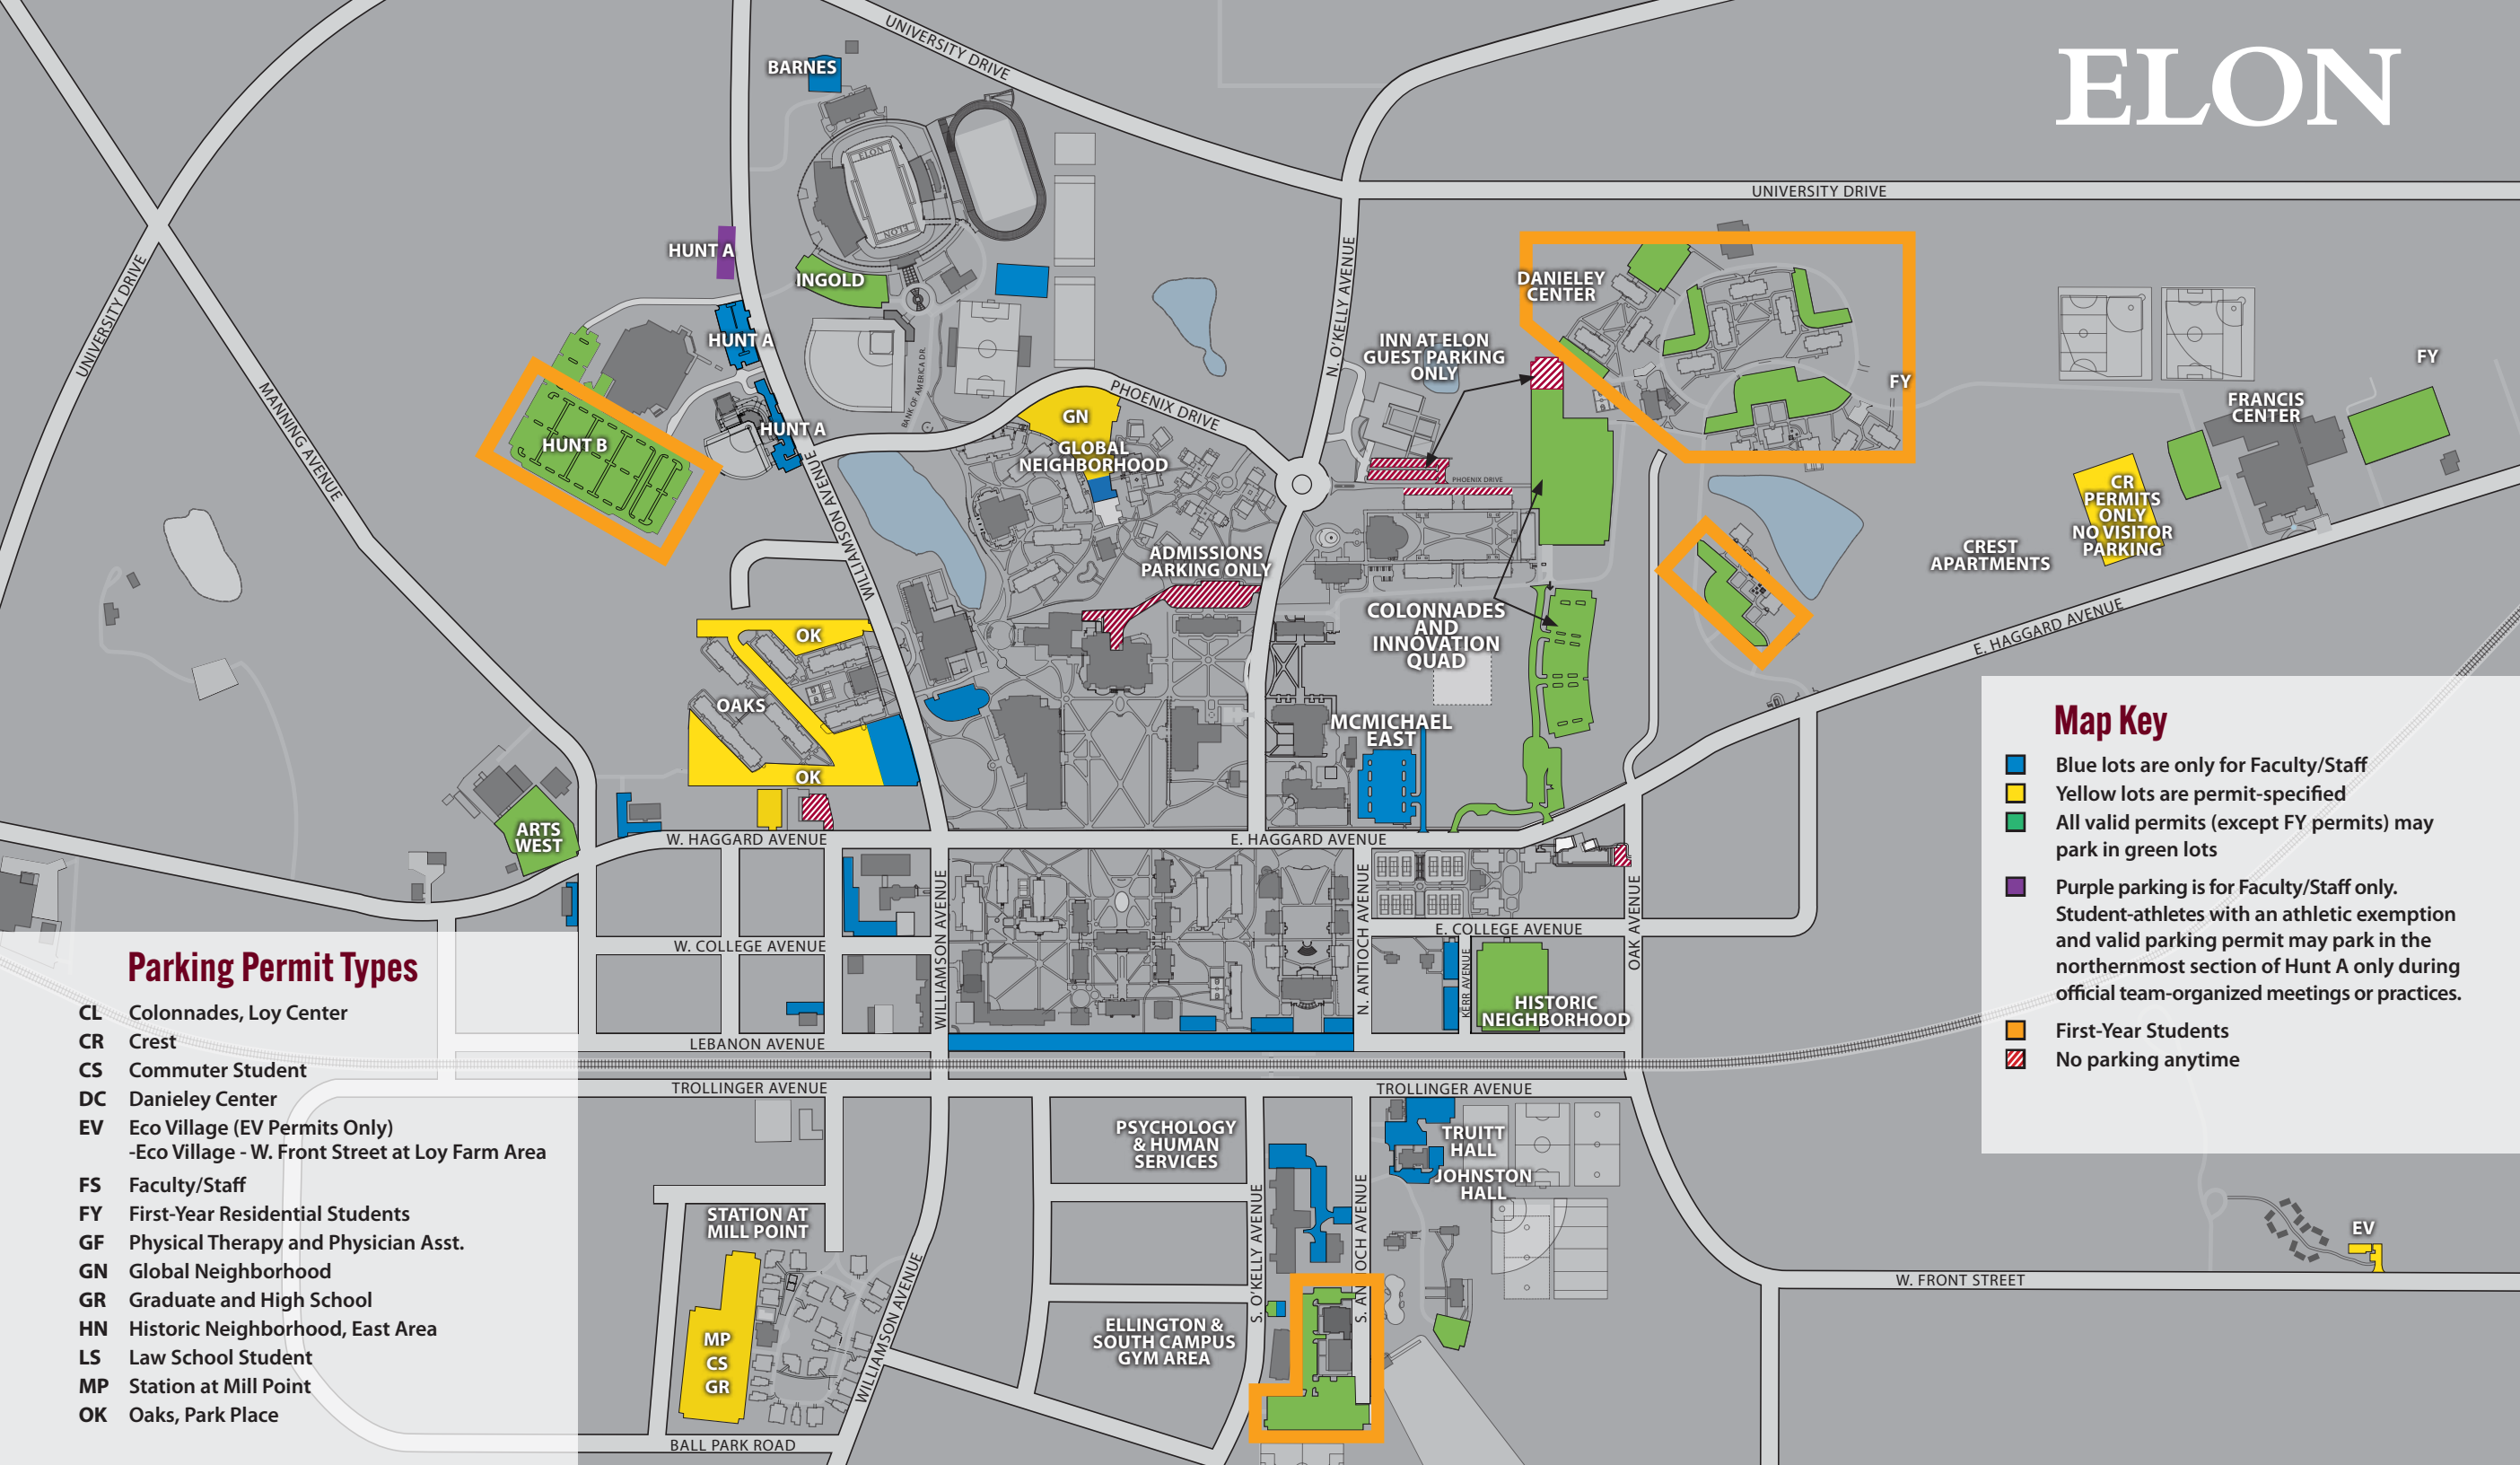 ELON
UNIVERSITY DRIVE
BARNES
UNIVERSITY DRIVE
HUNT A
INGOLD
ELON
ELON
N. O'KELLY AVENUE
DANIELEY
CENTER
UNIVERSITY DRIVE
HUNT A
INN AT ELON
GUEST PARKING
ONLY
FY
FY
BANK OF AMERICA DR.
PHOENIX DRIVE
FRANCIS
CENTER
MANNING AVENUE
HUNT B
HUNT A
GN
GLOBAL
NEIGHBORHOOD
PHOENIX DRIVE
CR
PERMITS
ONLY
NO VISITOR
PARKING
WILLIAMSON AVENUE
ADMISSIONS
PARKING ONLY
CREST
APARTMENTS
COLONNADES
AND
INNOVATION
QUAD
E. HAGGARD AVENUE
OK
OAKS
OK
MCMICHAEL
EAST
ARTS
WEST
W. HAGGARD AVENUE
E. HAGGARD AVENUE
WILLIAMSON AVENUE
N. ANTIOCH AVENUE
OAK AVENUE
W. COLLEGE AVENUE
E. COLLEGE AVENUE
KERR AVENUE
HISTORIC
NEIGHBORHOOD
LEBANON AVENUE
TROLLINGER AVENUE
TROLLINGER AVENUE
PSYCHOLOGY
& HUMAN
SERVICES
TRUITT
HALL
JOHNSTON
HALL
STATION AT
MILL POINT
S. O'KELLY AVENUE
S. ANTIOCH AVENUE
WILLIAMSON AVENUE
MP
CS
GR
ELLINGTON &
SOUTH CAMPUS
GYM AREA
BALL PARK ROAD
EV
W. FRONT STREET
Map Key
Blue lots are only for Faculty/Staff
Yellow lots are permit-specified
All valid permits (except FY permits) may
park in green lots
Purple parking is for Faculty/Staff only.
Student-athletes with an athletic exemption
and valid parking permit may park in the
northernmost section of Hunt A only during
official team-organized meetings or practices.
First-Year Students
No parking anytime
Parking Permit Types
CL Colonnades, Loy Center
CR Crest
CS Commuter Student
DC Danieley Center
EV Eco Village (EV Permits Only)
-Eco Village - W. Front Street at Loy Farm Area
FS Faculty/Staff
FY First-Year Residential Students
GF Physical Therapy and Physician Asst.
GN Global Neighborhood
GR Graduate and High School
HN Historic Neighborhood, East Area
LS Law School Student
MP Station at Mill Point
OK Oaks, Park Place